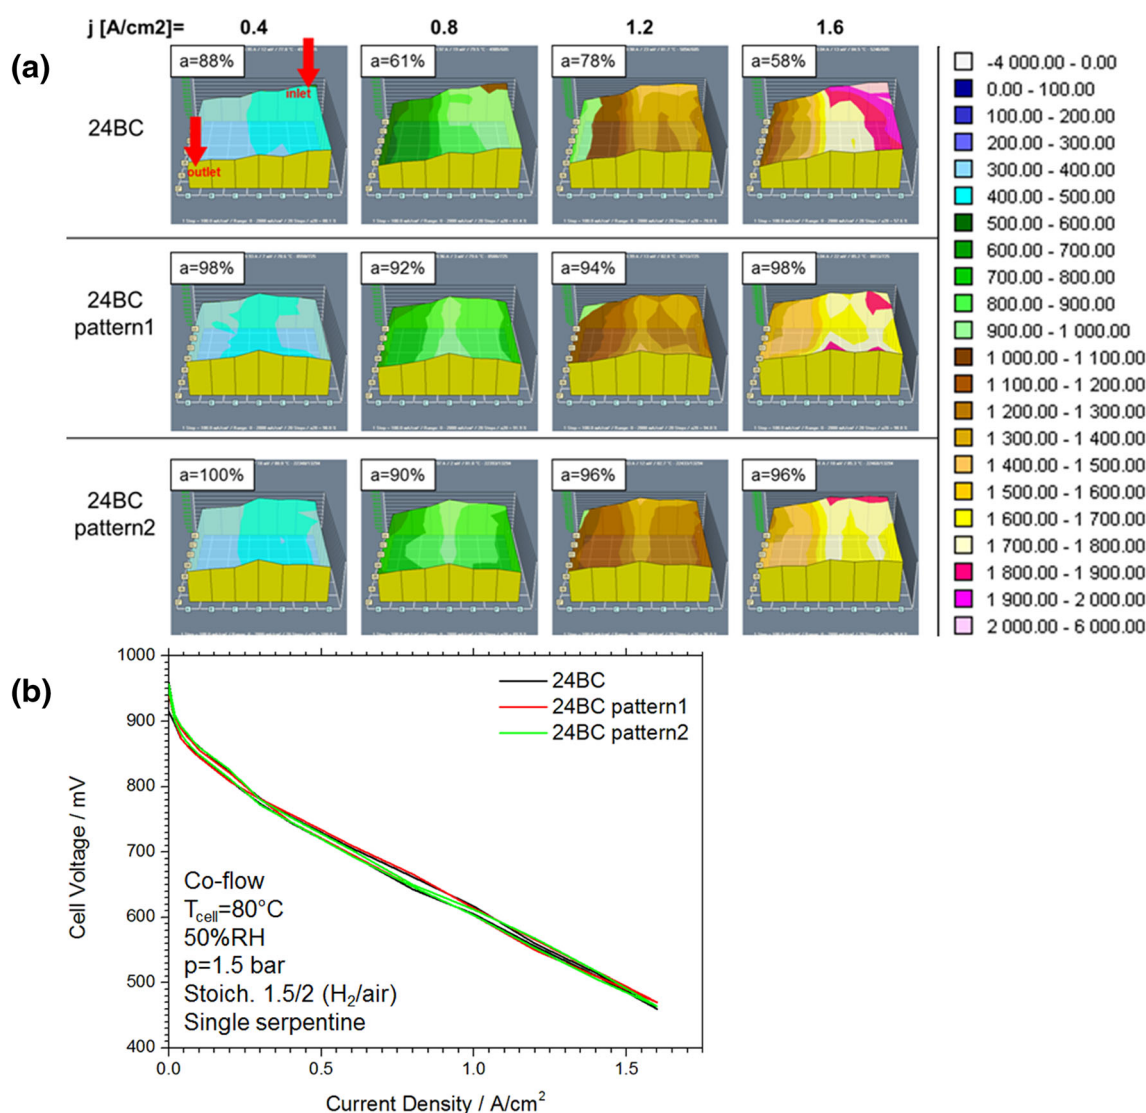 j [A/cm2]= 0.4 0.8 1.2 1.6
(a)
a=88% a=61% a=78% a=58%
inlet
24BC
outlet
a=98% a=92% a=94% a=98%
24BC
pattern1
a=100% a=90% a=96% a=96%
24BC
pattern2
-4 000.00 - 0.00
0.00 - 100.00
100.00 - 200.00
200.00 - 300.00
300.00 - 400.00
400.00 - 500.00
500.00 - 600.00
600.00 - 700.00
700.00 - 800.00
800.00 - 900.00
900.00 - 1 000.00
1 000.00 - 1 100.00
1 100.00 - 1 200.00
1 200.00 - 1 300.00
1 300.00 - 1 400.00
1 400.00 - 1 500.00
1 500.00 - 1 600.00
1 600.00 - 1 700.00
1 700.00 - 1 800.00
1 800.00 - 1 900.00
1 900.00 - 2 000.00
2 000.00 - 6 000.00
(b)
1000
900
800
700
600
500
400
Cell Voltage / mV
24BC
24BC pattern1
24BC pattern2
Co-flow
T_cell=80°C
50%RH
p=1.5 bar
Stoich. 1.5/2 (H₂/air)
Single serpentine
0.0 0.5 1.0 1.5
Current Density / A/cm²